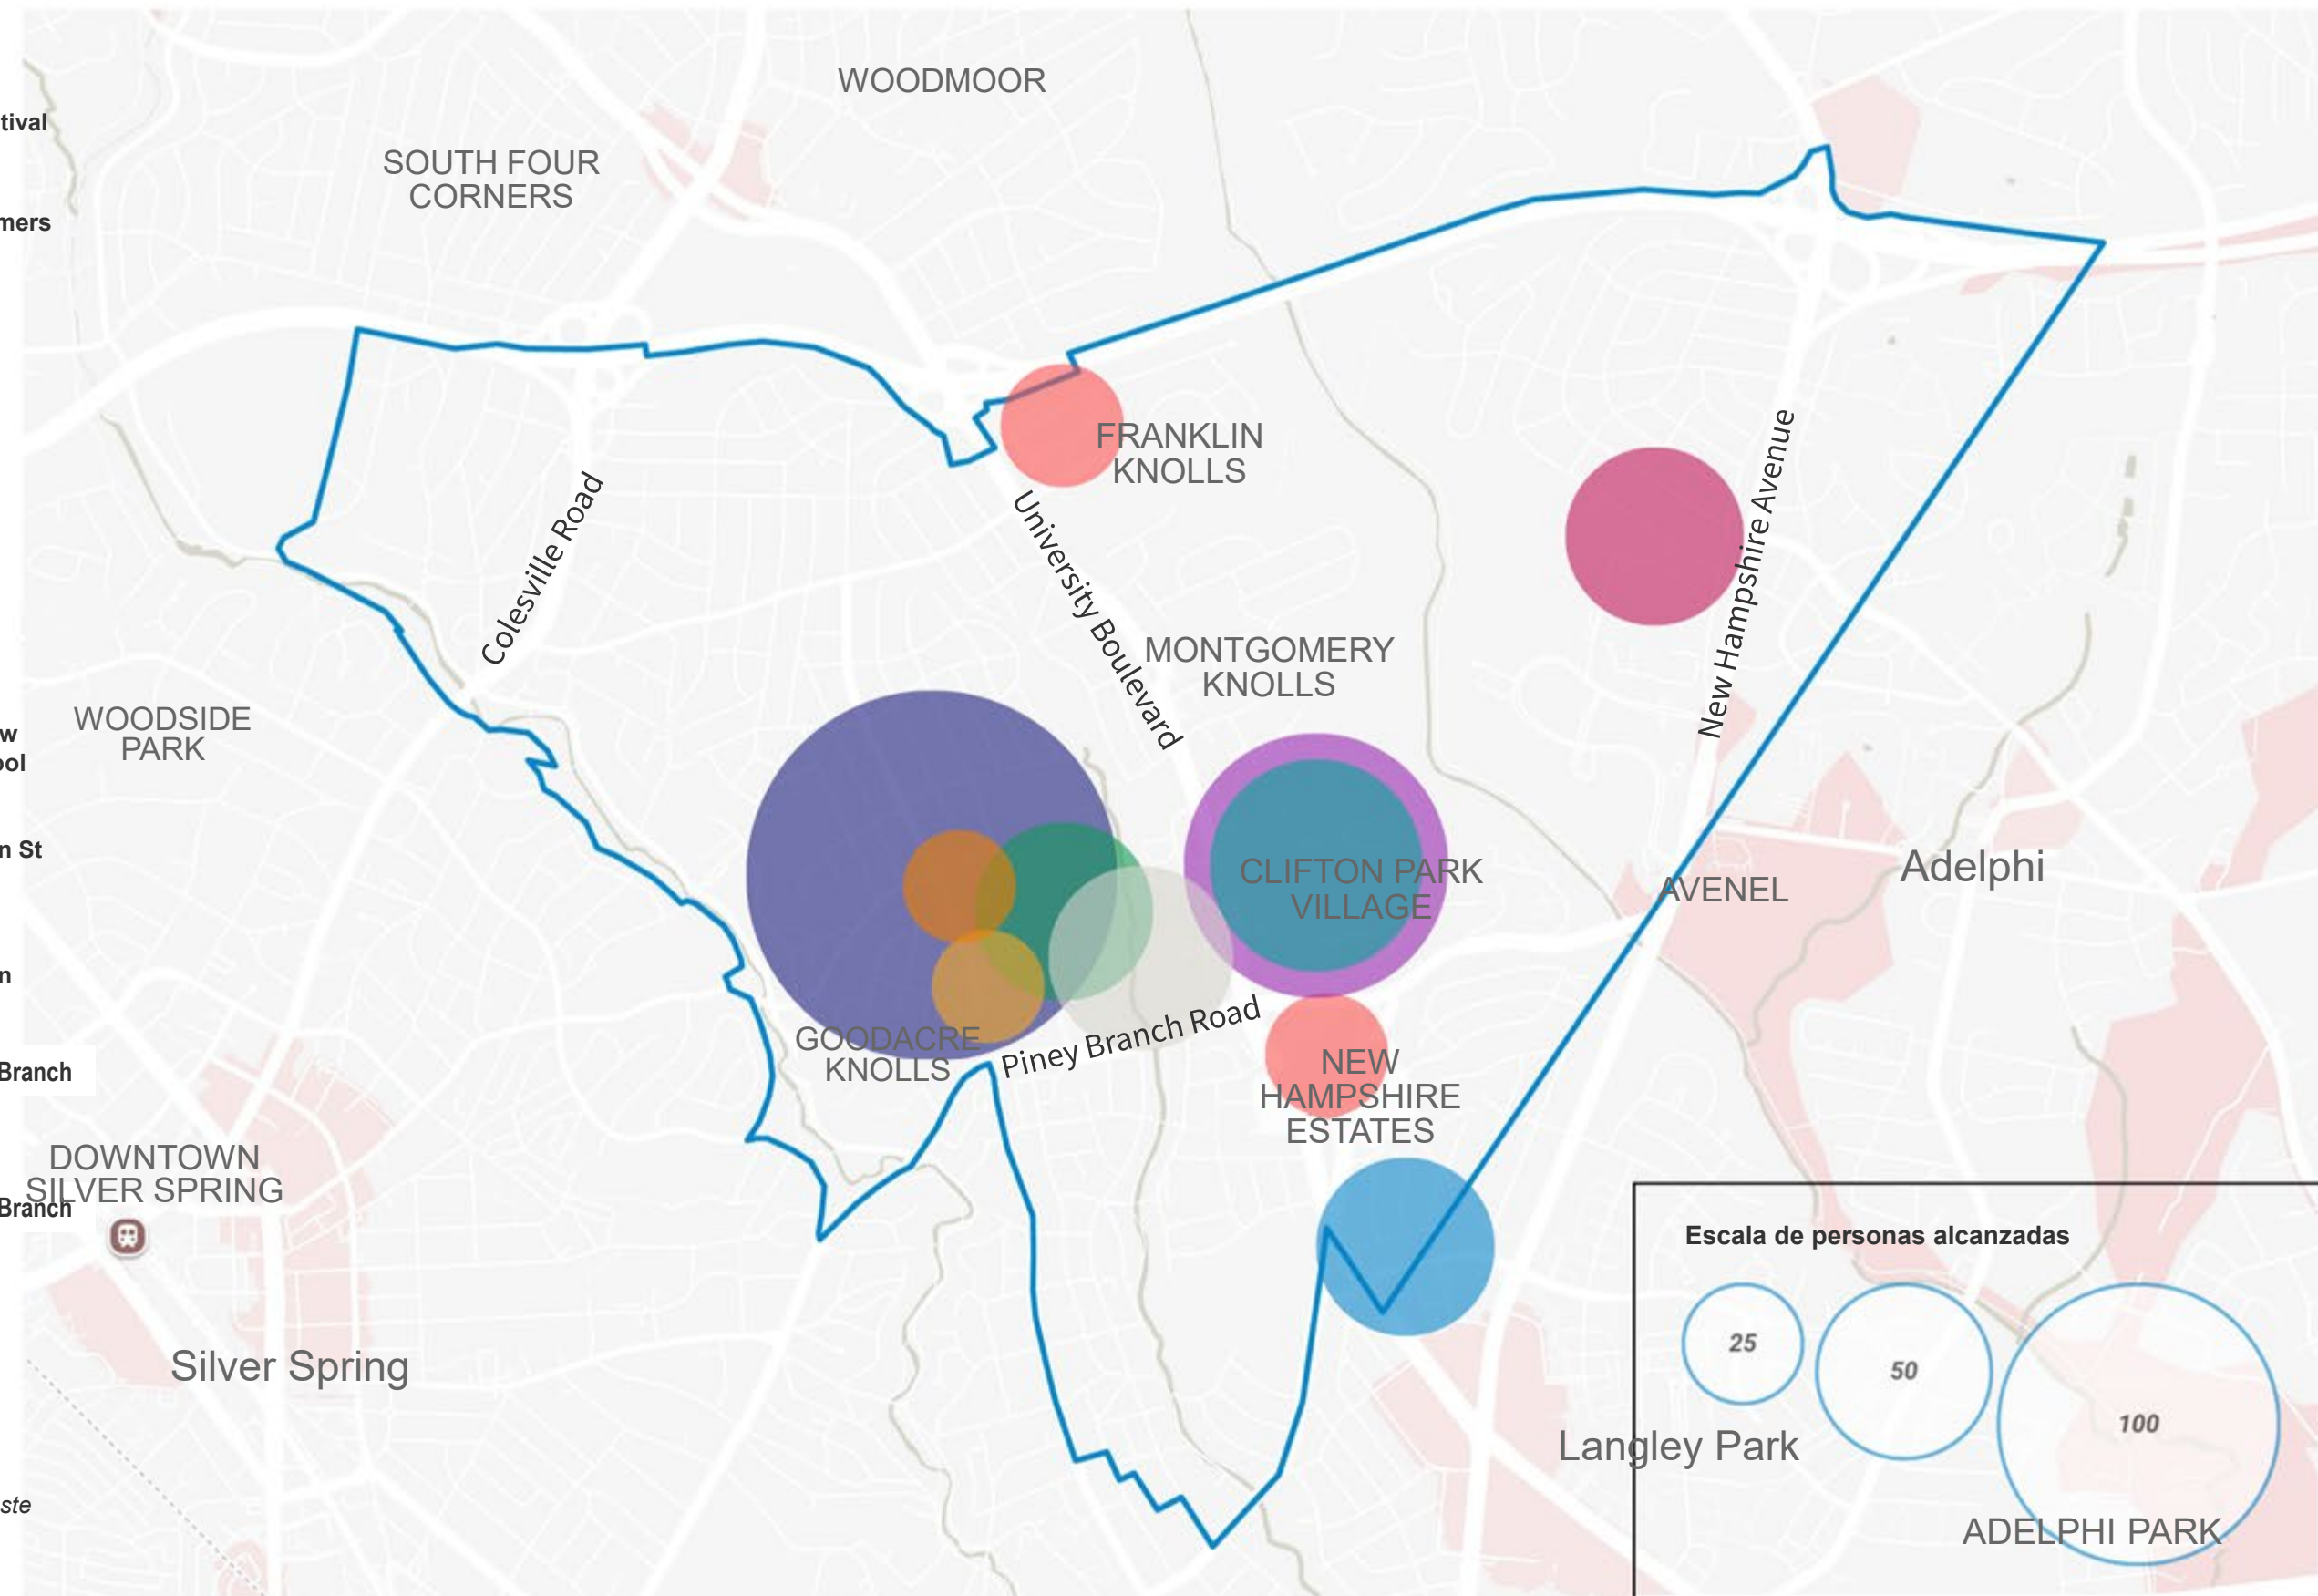 WOODMOOR
tival
SOUTH FOUR
CORNERS
mers
FRANKLIN
KNOLLS
Colesville Road
University Boulevard
New Hampshire Avenue
MONTGOMERY
KNOLLS
WOODSIDE
PARK
w
ool
n St
CLIFTON PARK
VILLAGE
AVENEL
Adelphi
n
Piney Branch Road
GOODACRE
KNOLLS
Branch
NEW
HAMPSHIRE
ESTATES
DOWNTOWN
SILVER SPRING
Branch
Silver Spring
Escala de personas alcanzadas
25
50
100
Langley Park
ste
ADELPHI PARK